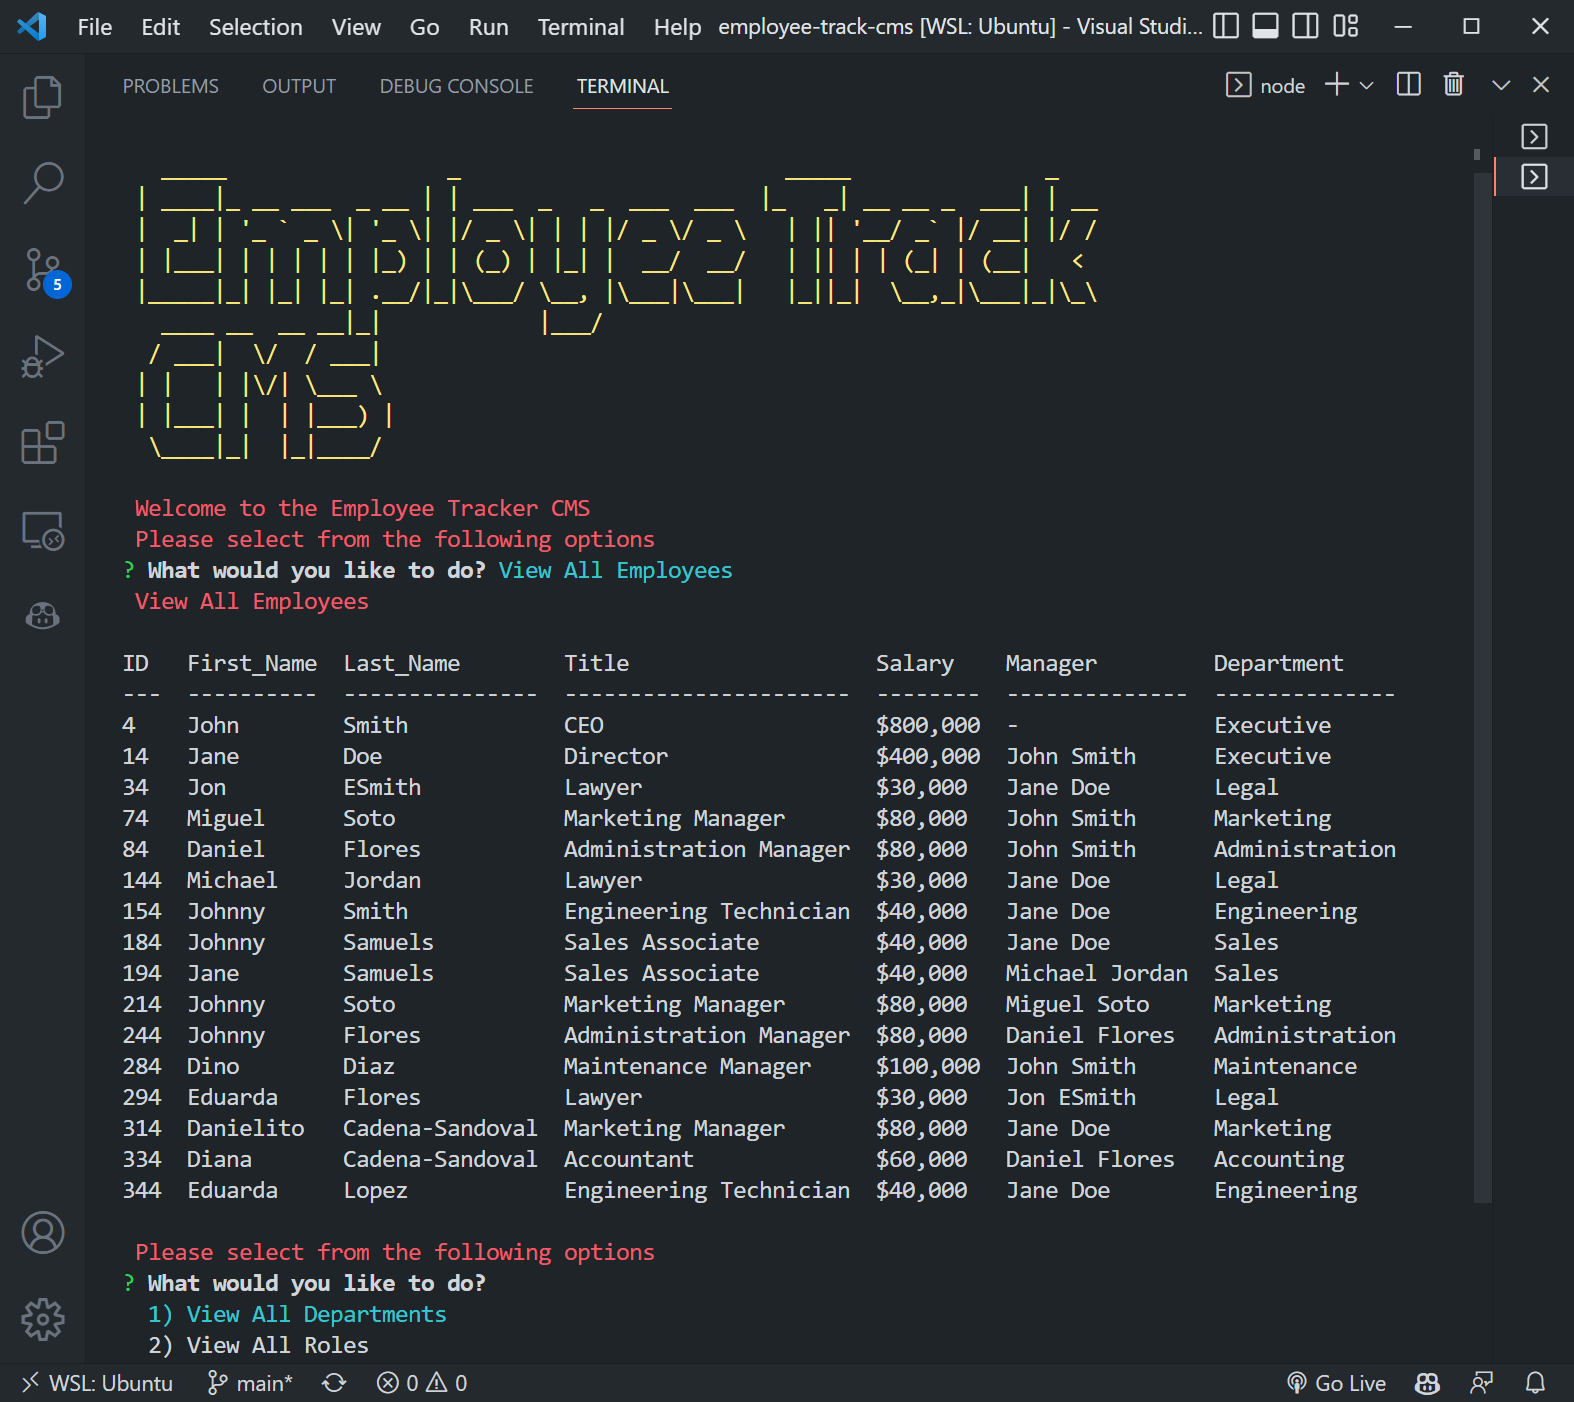 File Edit Selection View Go Run Terminal Help employee-track-cms [WSL: Ubuntu] - Visual Studi...
PROBLEMS OUTPUT DEBUG CONSOLE TERMINAL node
Employee Track
CMS
Welcome to the Employee Tracker CMS
Please select from the following options
? What would you like to do? View All Employees
View All Employees
ID First_Name Last_Name Title Salary Manager Department
--- ---------- --------------- ---------------------- -------- -------------- --------------
4 John Smith CEO $800,000 - Executive
14 Jane Doe Director $400,000 John Smith Executive
34 Jon ESmith Lawyer $30,000 Jane Doe Legal
74 Miguel Soto Marketing Manager $80,000 John Smith Marketing
84 Daniel Flores Administration Manager $80,000 John Smith Administration
144 Michael Jordan Lawyer $30,000 Jane Doe Legal
154 Johnny Smith Engineering Technician $40,000 Jane Doe Engineering
184 Johnny Samuels Sales Associate $40,000 Jane Doe Sales
194 Jane Samuels Sales Associate $40,000 Michael Jordan Sales
214 Johnny Soto Marketing Manager $80,000 Miguel Soto Marketing
244 Johnny Flores Administration Manager $80,000 Daniel Flores Administration
284 Dino Diaz Maintenance Manager $100,000 John Smith Maintenance
294 Eduarda Flores Lawyer $30,000 Jon ESmith Legal
314 Danielito Cadena-Sandoval Marketing Manager $80,000 Jane Doe Marketing
334 Diana Cadena-Sandoval Accountant $60,000 Daniel Flores Accounting
344 Eduarda Lopez Engineering Technician $40,000 Jane Doe Engineering
Please select from the following options
? What would you like to do?
1) View All Departments
2) View All Roles
5
WSL: Ubuntu main* 0 0 Go Live